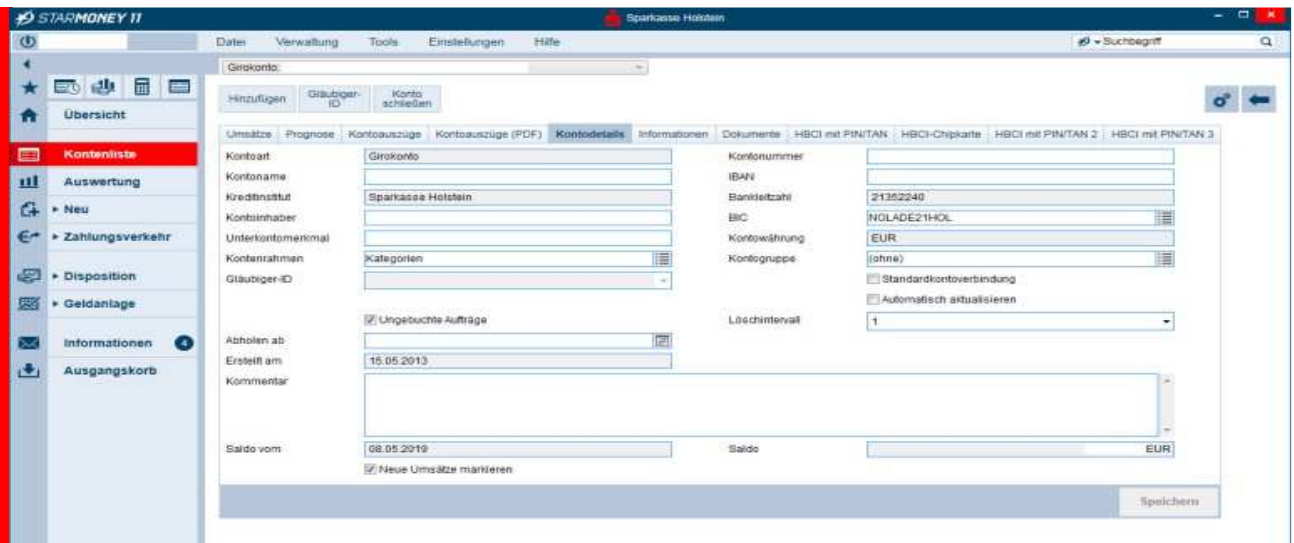 STARMONEY 11
Sparkasse Holstein
Datei Verwaltung Tools Einstellungen Hilfe
Suchbegriff
Girokonto:
Hinzufügen
Gläubiger-ID
Konto schließen
Übersicht
Kontenliste
Auswertung
Neu
Zahlungsverkehr
Disposition
Geldanlage
Informationen 4
Ausgangskorb
Umsätze Prognose Kontoauszüge Kontoauszüge (PDF) Kontodetails Informationen Dokumente HBCI mit PIN/TAN HBCI-Chipkarte HBCI mit PIN/TAN 2 HBCI mit PIN/TAN 3
Kontoart Girokonto Kontonummer
Kontoname IBAN
Kreditinstitut Sparkasse Holstein Bankleitzahl 21352240
Kontoinhaber BIC NOLADE21HOL
Unterkontomerkmal Kontowährung EUR
Kontenrahmen Kategorien Kontogruppe (ohne)
Gläubiger-ID Standardkontoverbindung
Automatisch aktualisieren
Ungebuchte Aufträge Löschintervall 1
Abholen ab
Erstellt am 15.05.2013
Kommentar
Saldo vom 08.05.2019 Saldo EUR
Neue Umsätze markieren
Speichern